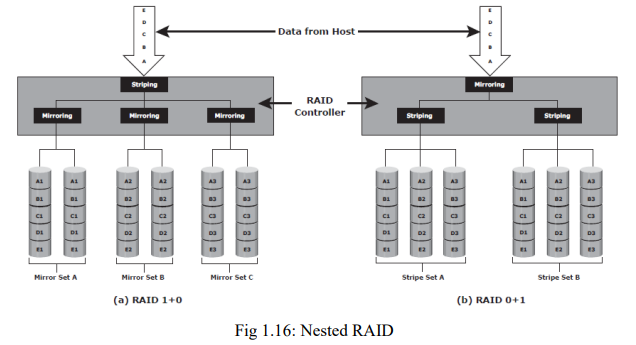 E
D
C
B
A
Data from Host
E
D
C
B
A
Striping
Mirroring
Mirroring
Mirroring
RAID
Controller
Mirroring
Striping
Striping
A1 A1 A2 A2 A3 A3
B1 B1 B2 B2 B3 B3
C1 C1 C2 C2 C3 C3
D1 D1 D2 D2 D3 D3
E1 E1 E2 E2 E3 E3
Mirror Set A Mirror Set B Mirror Set C
(a) RAID 1+0
A1 A2 A3 A1 A2 A3
B1 B2 B3 B1 B2 B3
C1 C2 C3 C1 C2 C3
D1 D2 D3 D1 D2 D3
E1 E2 E3 E1 E2 E3
Stripe Set A Stripe Set B
(b) RAID 0+1
Fig 1.16: Nested RAID